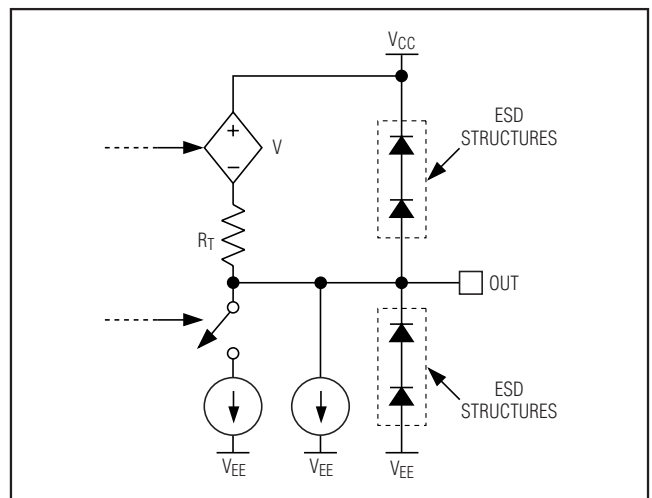 VCC
ESD
STRUCTURES
+
V
−
RT
OUT
ESD
STRUCTURES
VEE
VEE
VEE